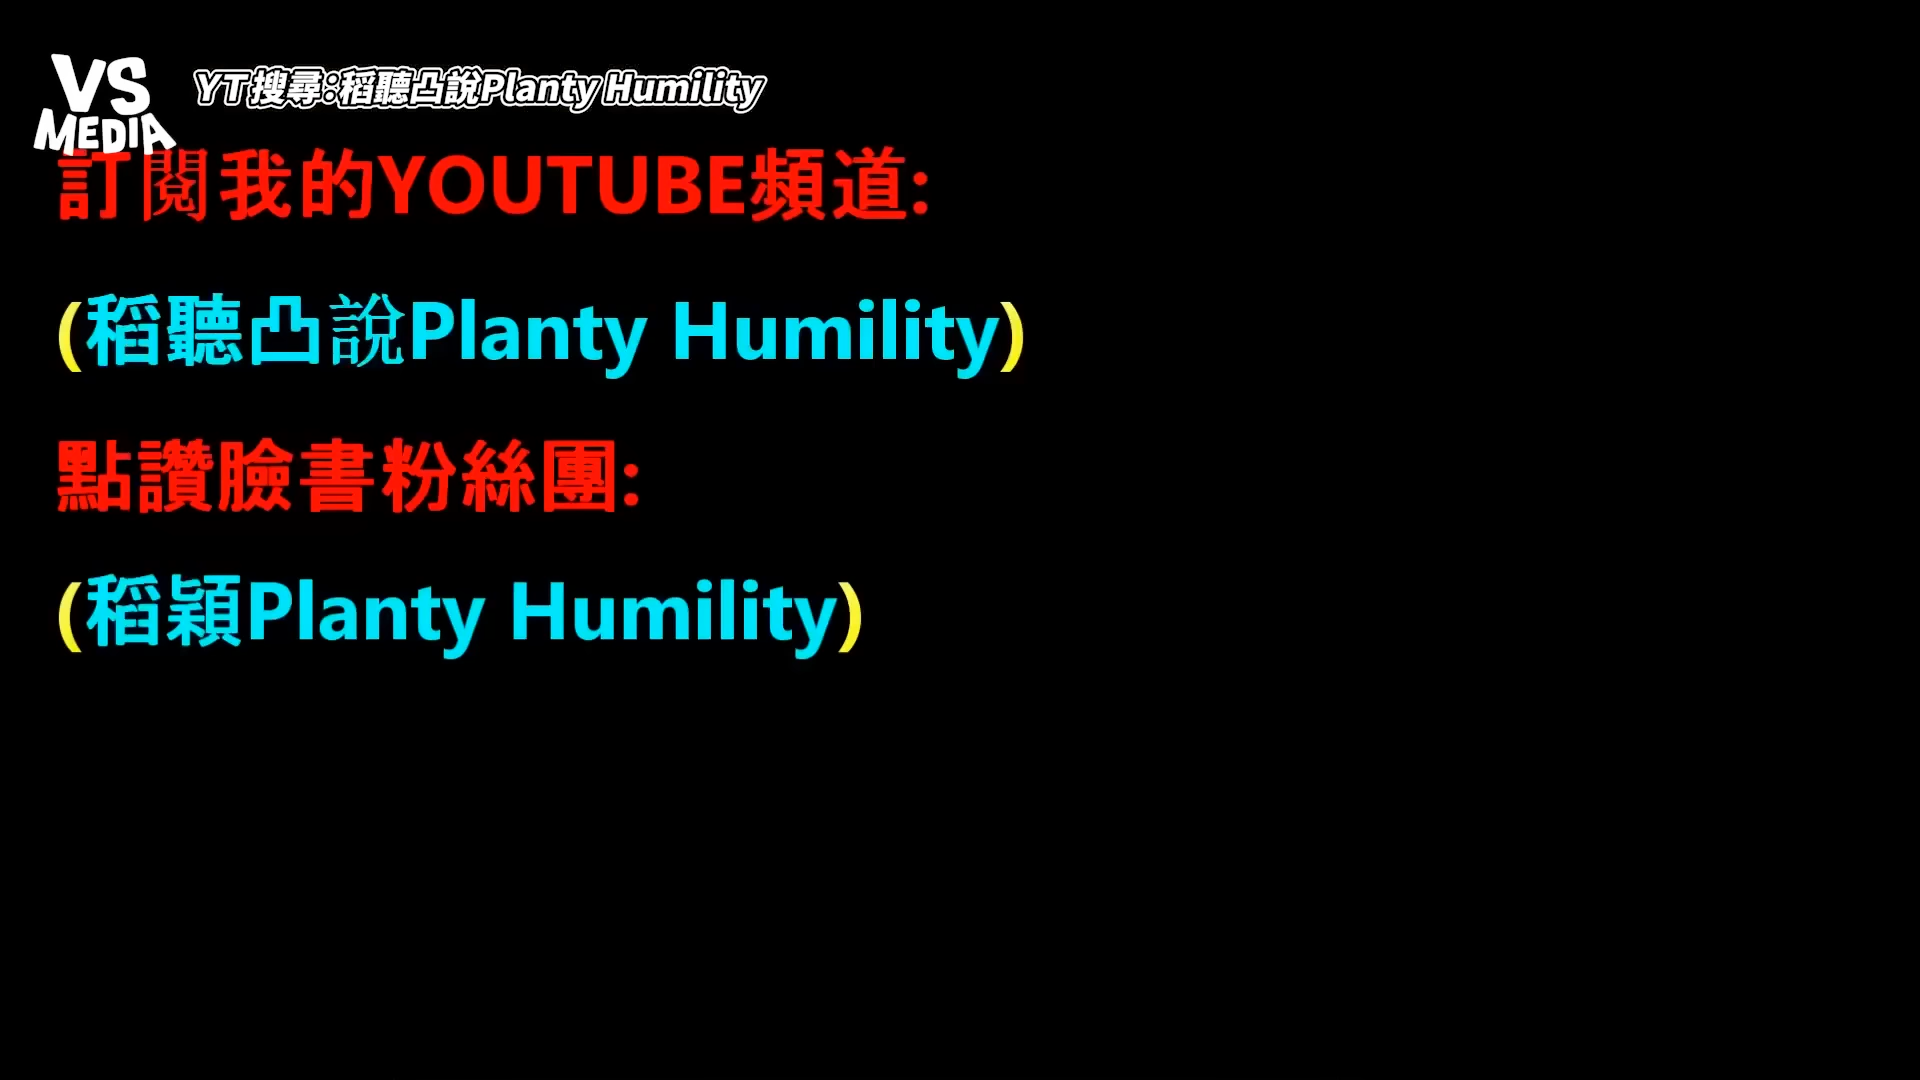 VS
MEDIA
YT搜尋:稻聽凸說Planty Humility
訂閱我的YOUTUBE頻道:
(稻聽凸說Planty Humility)
點讚臉書粉絲團:
(稻穎Planty Humility)